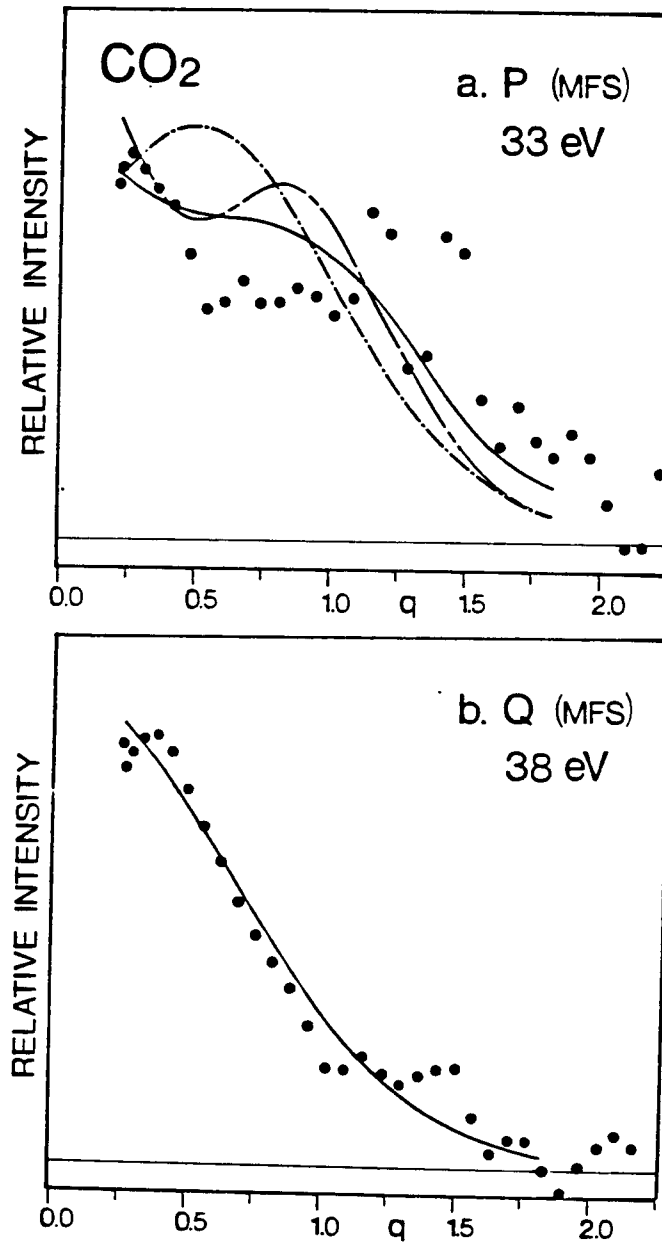 CO2
a. P (MFS)
33 eV
RELATIVE INTENSITY
0.0 0.5 1.0 q 1.5 2.0
b. Q (MFS)
38 eV
RELATIVE INTENSITY
0.0 0.5 1.0 q 1.5 2.0